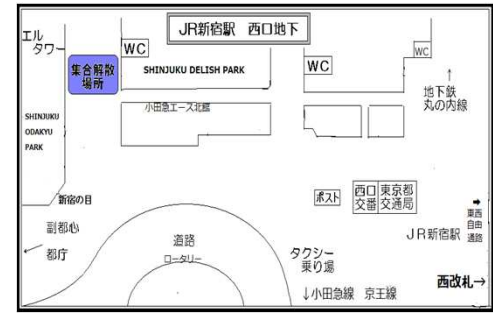 JR新宿駅 西口地下
エル
タワー
WC
集合解散
場所
SHINJUKU DELISH PARK
WC
WC
↑
地下鉄
丸の内線
小田急エース北館
SHINJUKU
ODAKYU
PARK
新宿の目
ポスト
西口
交番
東京都
交通局
➡
東西
自由
通路
副都心
都庁
道路
ロータリー
JR新宿駅
タクシー
乗り場
西改札→
↓小田急線 京王線